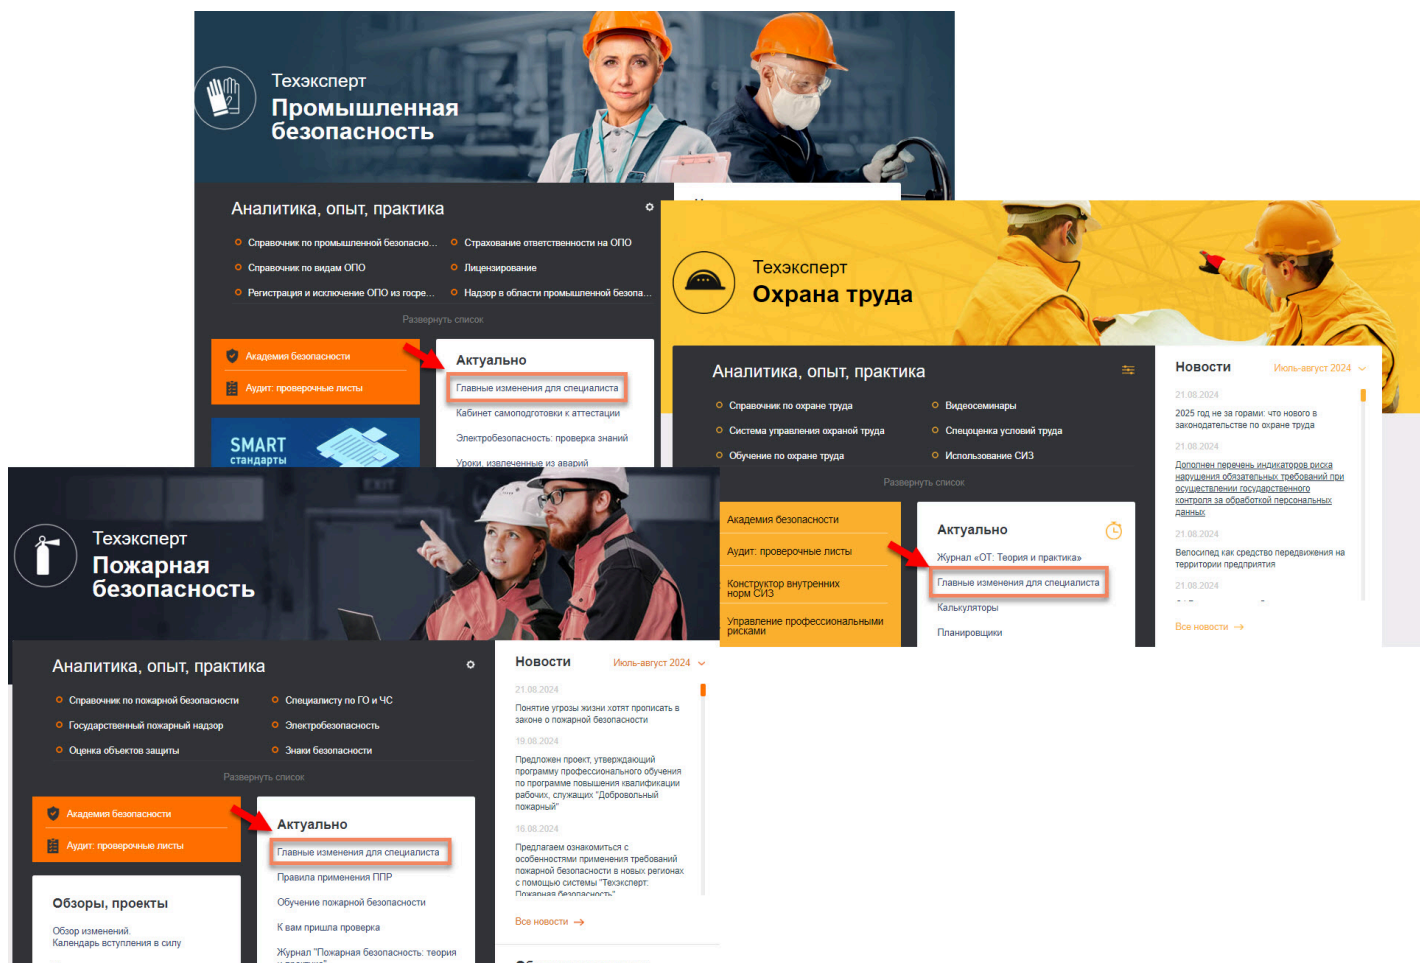 Техэксперт
Промышленная
безопасность
Аналитика, опыт, практика
Справочник по промышленной безопасно...
Страхование ответственности на ОПО
Справочник по видам ОПО
Лицензирование
Регистрация и исключение ОПО из госре...
Надзор в области промышленной безопа...
Развернуть список
Академия безопасности
Аудит: проверочные листы
SMART
стандарты
Актуально
Главные изменения для специалиста
Кабинет самоподготовки к аттестации
Электробезопасность: проверка знаний
Уроки, извлеченные из аварий
Техэксперт
Охрана труда
Аналитика, опыт, практика
Справочник по охране труда
Видеосеминары
Система управления охраной труда
Спецоценка условий труда
Обучение по охране труда
Использование СИЗ
Развернуть список
Академия безопасности
Аудит: проверочные листы
Конструктор внутренних
норм СИЗ
Управление профессиональными
рисками
Актуально
Журнал «ОТ: Теория и практика»
Главные изменения для специалиста
Калькуляторы
Планировщики
Новости
Июль-август 2024
21.08.2024
2025 год не за горами: что нового в
законодательстве по охране труда
21.08.2024
Дополнен перечень индикаторов риска
нарушения обязательных требований при
осуществлении государственного
контроля за обработкой персональных
данных
21.08.2024
Велосипед как средство передвижения на
территории предприятия
21.08.2024
Все новости →
EXIT
Техэксперт
Пожарная
безопасность
Аналитика, опыт, практика
Справочник по пожарной безопасности
Специалисту по ГО и ЧС
Государственный пожарный надзор
Электробезопасность
Оценка объектов защиты
Знаки безопасности
Развернуть список
Академия безопасности
Аудит: проверочные листы
Обзоры, проекты
Обзор изменений.
Календарь вступления в силу
Актуально
Главные изменения для специалиста
Правила применения ППР
Обучение пожарной безопасности
К вам пришла проверка
Журнал "Пожарная безопасность: теория
и практика"
Новости
Июль-август 2024
21.08.2024
Понятие угрозы жизни хотят прописать в
законе о пожарной безопасности
19.08.2024
Предложен проект, утверждающий
программу профессионального обучения
по программе повышения квалификации
рабочих, служащих "Добровольный
пожарный"
16.08.2024
Предлагаем ознакомиться с
особенностями применения требований
пожарной безопасности в новых регионах
с помощью системы "Техэксперт:
Пожарная безопасность"
Все новости →